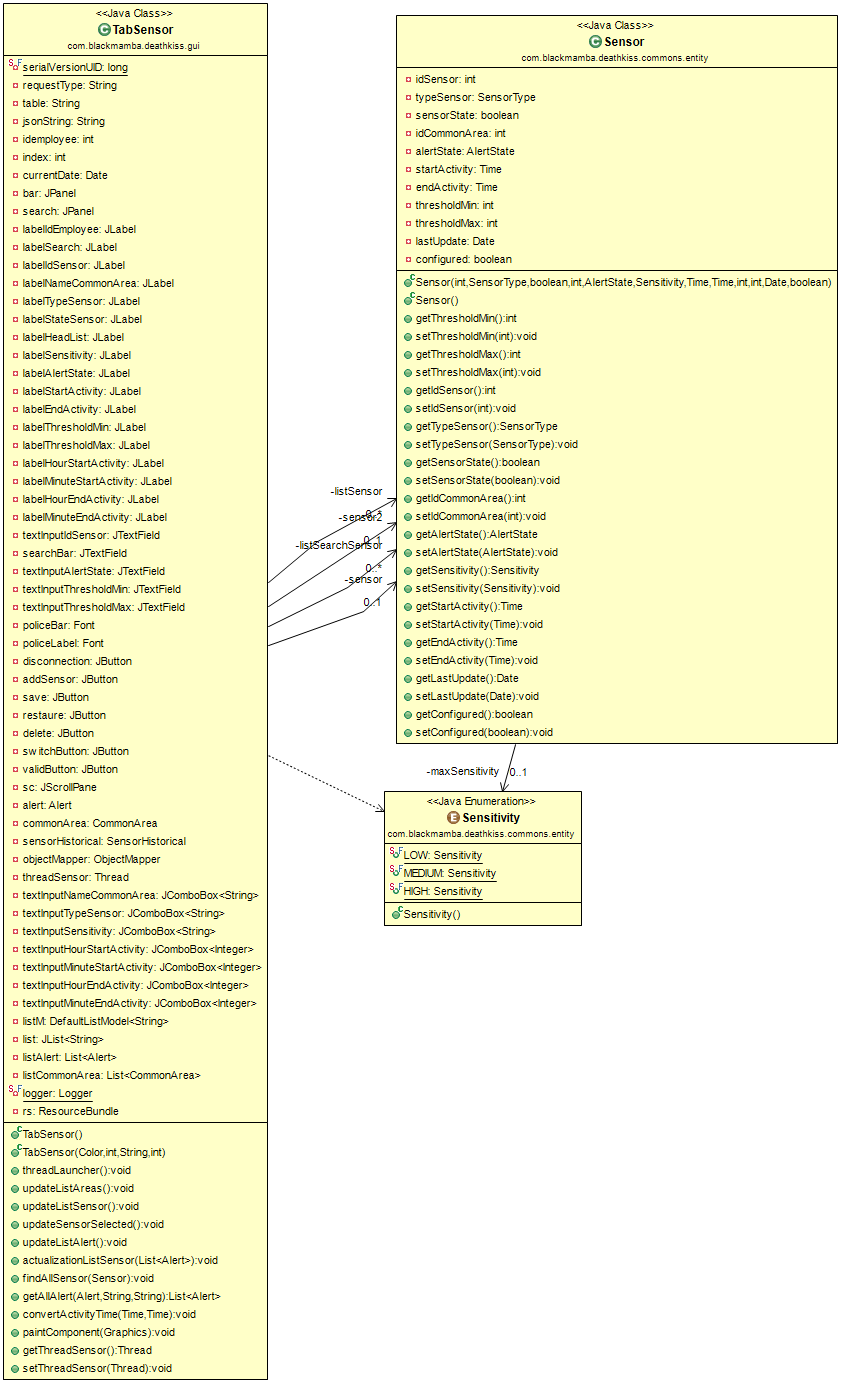 <<Java Class>>
TabSensor
com.blackmamba.deathkiss.gui
serialVersionUID: long
requestType: String
table: String
jsonString: String
idemployee: int
index: int
currentDate: Date
bar: JPanel
search: JPanel
labelIdEmployee: JLabel
labelSearch: JLabel
labelIdSensor: JLabel
labelNameCommonArea: JLabel
labelTypeSensor: JLabel
labelStateSensor: JLabel
labelHeadList: JLabel
labelSensitivity: JLabel
labelAlertState: JLabel
labelStartActivity: JLabel
labelEndActivity: JLabel
labelThresholdMin: JLabel
labelThresholdMax: JLabel
labelHourStartActivity: JLabel
labelMinuteStartActivity: JLabel
labelHourEndActivity: JLabel
labelMinuteEndActivity: JLabel
textInputIdSensor: JTextField
searchBar: JTextField
textInputAlertState: JTextField
textInputThresholdMin: JTextField
textInputThresholdMax: JTextField
policeBar: Font
policeLabel: Font
disconnection: JButton
addSensor: JButton
save: JButton
restaure: JButton
delete: JButton
switchButton: JButton
validButton: JButton
sc: JScrollPane
alert: Alert
commonArea: CommonArea
sensorHistorical: SensorHistorical
objectMapper: ObjectMapper
threadSensor: Thread
textInputNameCommonArea: JComboBox<String>
textInputTypeSensor: JComboBox<String>
textInputSensitivity: JComboBox<String>
textInputHourStartActivity: JComboBox<Integer>
textInputMinuteStartActivity: JComboBox<Integer>
textInputHourEndActivity: JComboBox<Integer>
textInputMinuteEndActivity: JComboBox<Integer>
listM: DefaultListModel<String>
list: JList<String>
listAlert: List<Alert>
listCommonArea: List<CommonArea>
logger: Logger
rs: ResourceBundle
TabSensor()
TabSensor(Color,int,String,int)
threadLauncher():void
updateListAreas():void
updateListSensor():void
updateSensorSelected():void
updateListAlert():void
actualizationListSensor(List<Alert>):void
findAllSensor(Sensor):void
getAllAlert(Alert,String,String):List<Alert>
convertActivityTime(Time,Time):void
paintComponent(Graphics):void
getThreadSensor():Thread
setThreadSensor(Thread):void
-listSensor
0..*
-sensor2
0..1
-listSearchSensor
0..*
-sensor
0..1
<<Java Class>>
Sensor
com.blackmamba.deathkiss.commons.entity
idSensor: int
typeSensor: SensorType
sensorState: boolean
idCommonArea: int
alertState: AlertState
startActivity: Time
endActivity: Time
thresholdMin: int
thresholdMax: int
lastUpdate: Date
configured: boolean
Sensor(int,SensorType,boolean,int,AlertState,Sensitivity,Time,Time,int,int,Date,boolean)
Sensor()
getThresholdMin():int
setThresholdMin(int):void
getThresholdMax():int
setThresholdMax(int):void
getIdSensor():int
setIdSensor(int):void
getTypeSensor():SensorType
setTypeSensor(SensorType):void
getSensorState():boolean
setSensorState(boolean):void
getIdCommonArea():int
setIdCommonArea(int):void
getAlertState():AlertState
setAlertState(AlertState):void
getSensitivity():Sensitivity
setSensitivity(Sensitivity):void
getStartActivity():Time
setStartActivity(Time):void
getEndActivity():Time
setEndActivity(Time):void
getLastUpdate():Date
setLastUpdate(Date):void
getConfigured():boolean
setConfigured(boolean):void
-maxSensitivity
0..1
<<Java Enumeration>>
Sensitivity
com.blackmamba.deathkiss.commons.entity
LOW: Sensitivity
MEDIUM: Sensitivity
HIGH: Sensitivity
Sensitivity()